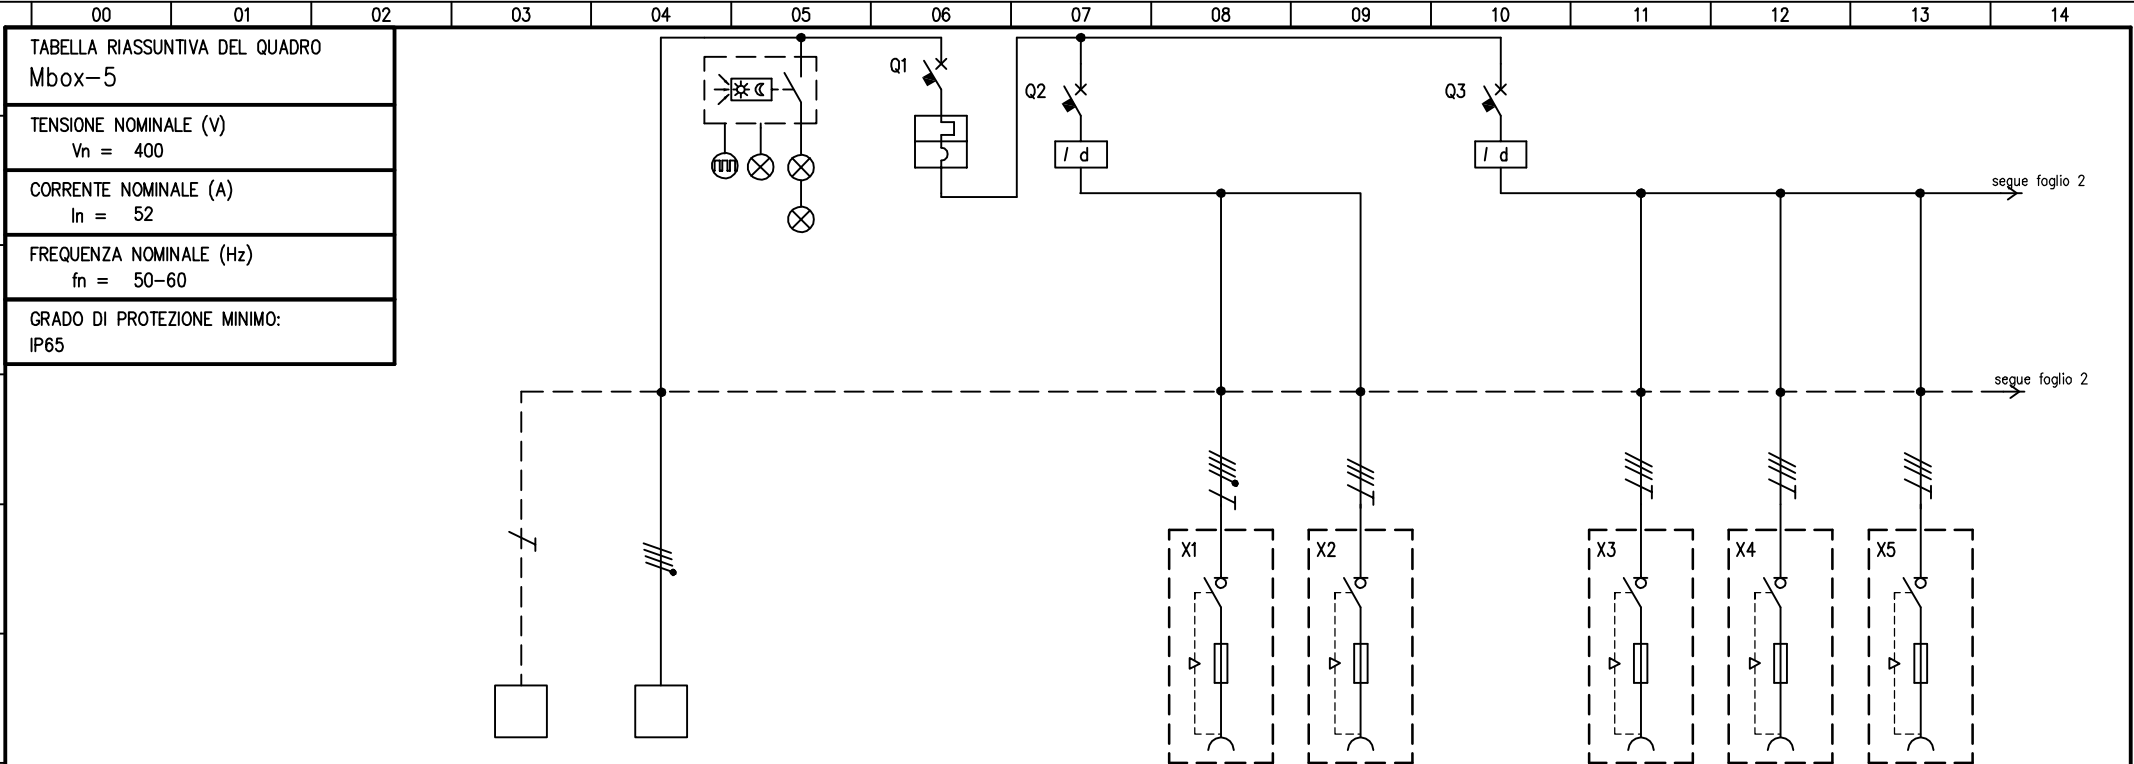 00 01 02 03 04 05 06 07 08 09 10 11 12 13 14
TABELLA RIASSUNTIVA DEL QUADRO
Mbox-5
TENSIONE NOMINALE (V)
Vn = 400
CORRENTE NOMINALE (A)
In = 52
FREQUENZA NOMINALE (Hz)
fn = 50-60
GRADO DI PROTEZIONE MINIMO:
IP65
Q1
Q2
Q3
I d
I d
segue foglio 2
segue foglio 2
X1
X2
X3
X4
X5